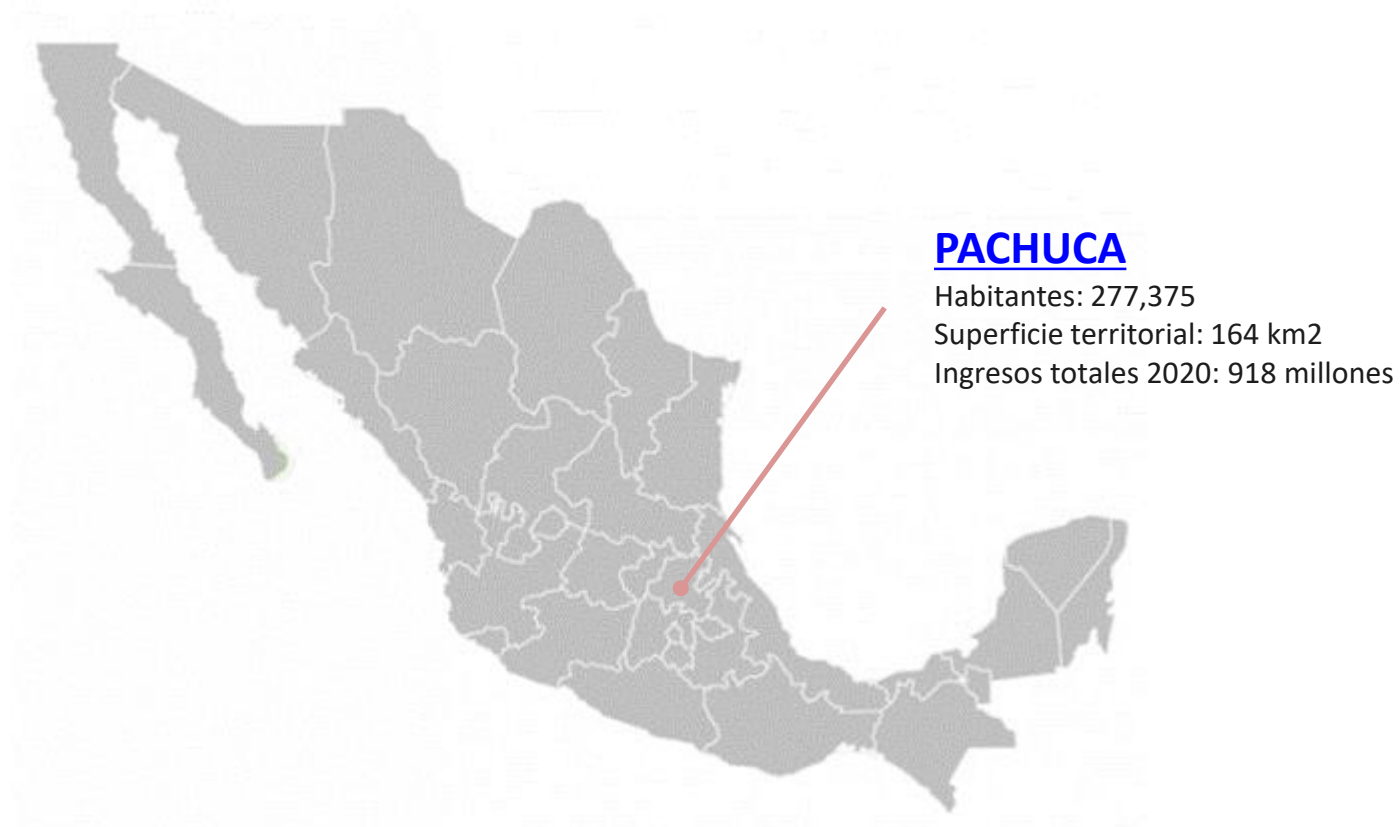 PACHUCA
Habitantes: 277,375
Superficie territorial: 164 km2
Ingresos totales 2020: 918 millones